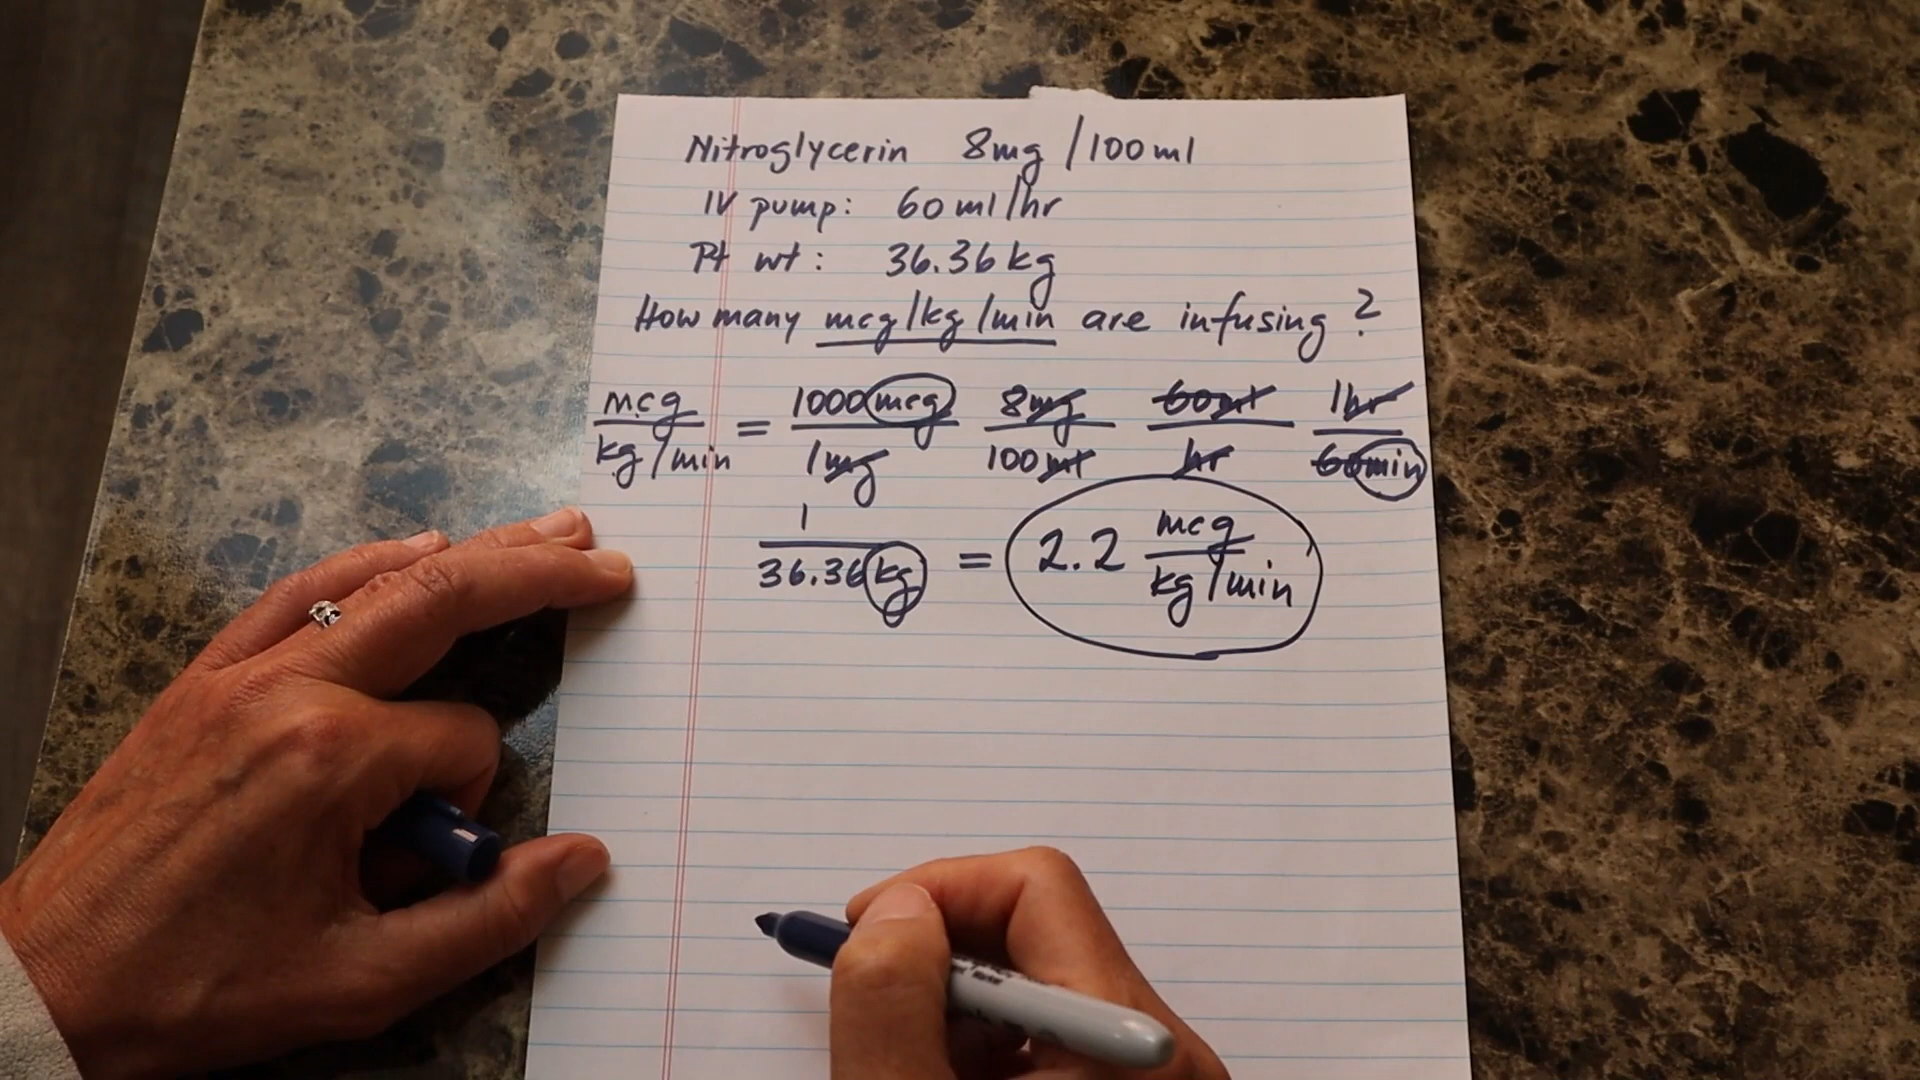 Nitroglycerin 8mg/100ml
IV pump: 60ml/hr
Pt wt: 36.36kg
How many mcg/kg/min are infusing?
mcg/kg/min = 1000mcg/1mg 8mg/100ml 60ml/hr 1hr/60min
1/36.36kg = 2.2 mcg/kg/min